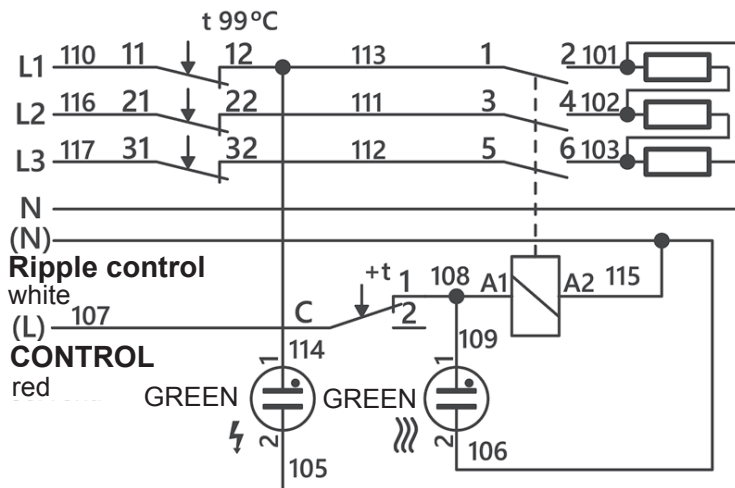 t 99°C
L1 110 11 12 113 1 2 101
L2 116 21 22 111 3 4 102
L3 117 31 32 112 5 6 103
N
(N)
Ripple control
white
+t 1 108 A1 A2 115
(L) 107 C 2
CONTROL
red
114 109
1 1
GREEN GREEN
2 2
105 106